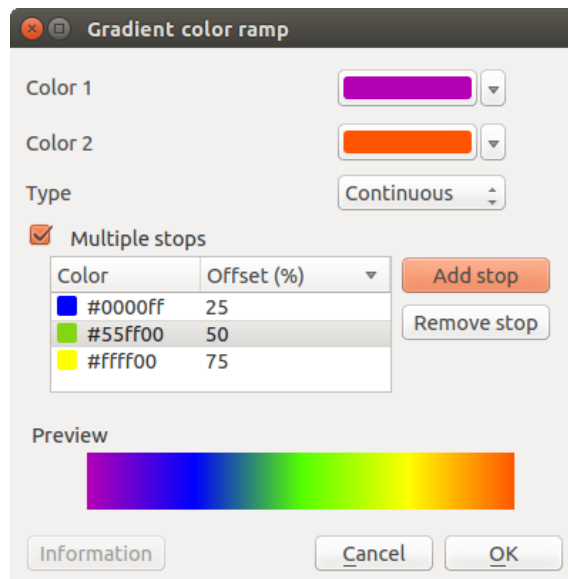 Gradient color ramp
Color 1
Color 2
Type Continuous
Multiple stops
Color Offset (%) Add stop
#0000ff 25
#55ff00 50 Remove stop
#ffff00 75
Preview
Information Cancel OK